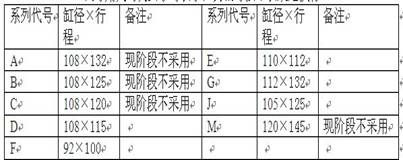 系列代号 缸径×行程 备注 系列代号 缸径×行程 备注
A 108×132 现阶段不采用 E 110×112
B 108×125 现阶段不采用 G 112×132
C 108×120 现阶段不采用 J 105×125
D 108×115 M 120×145 现阶段不采用
F 92×100